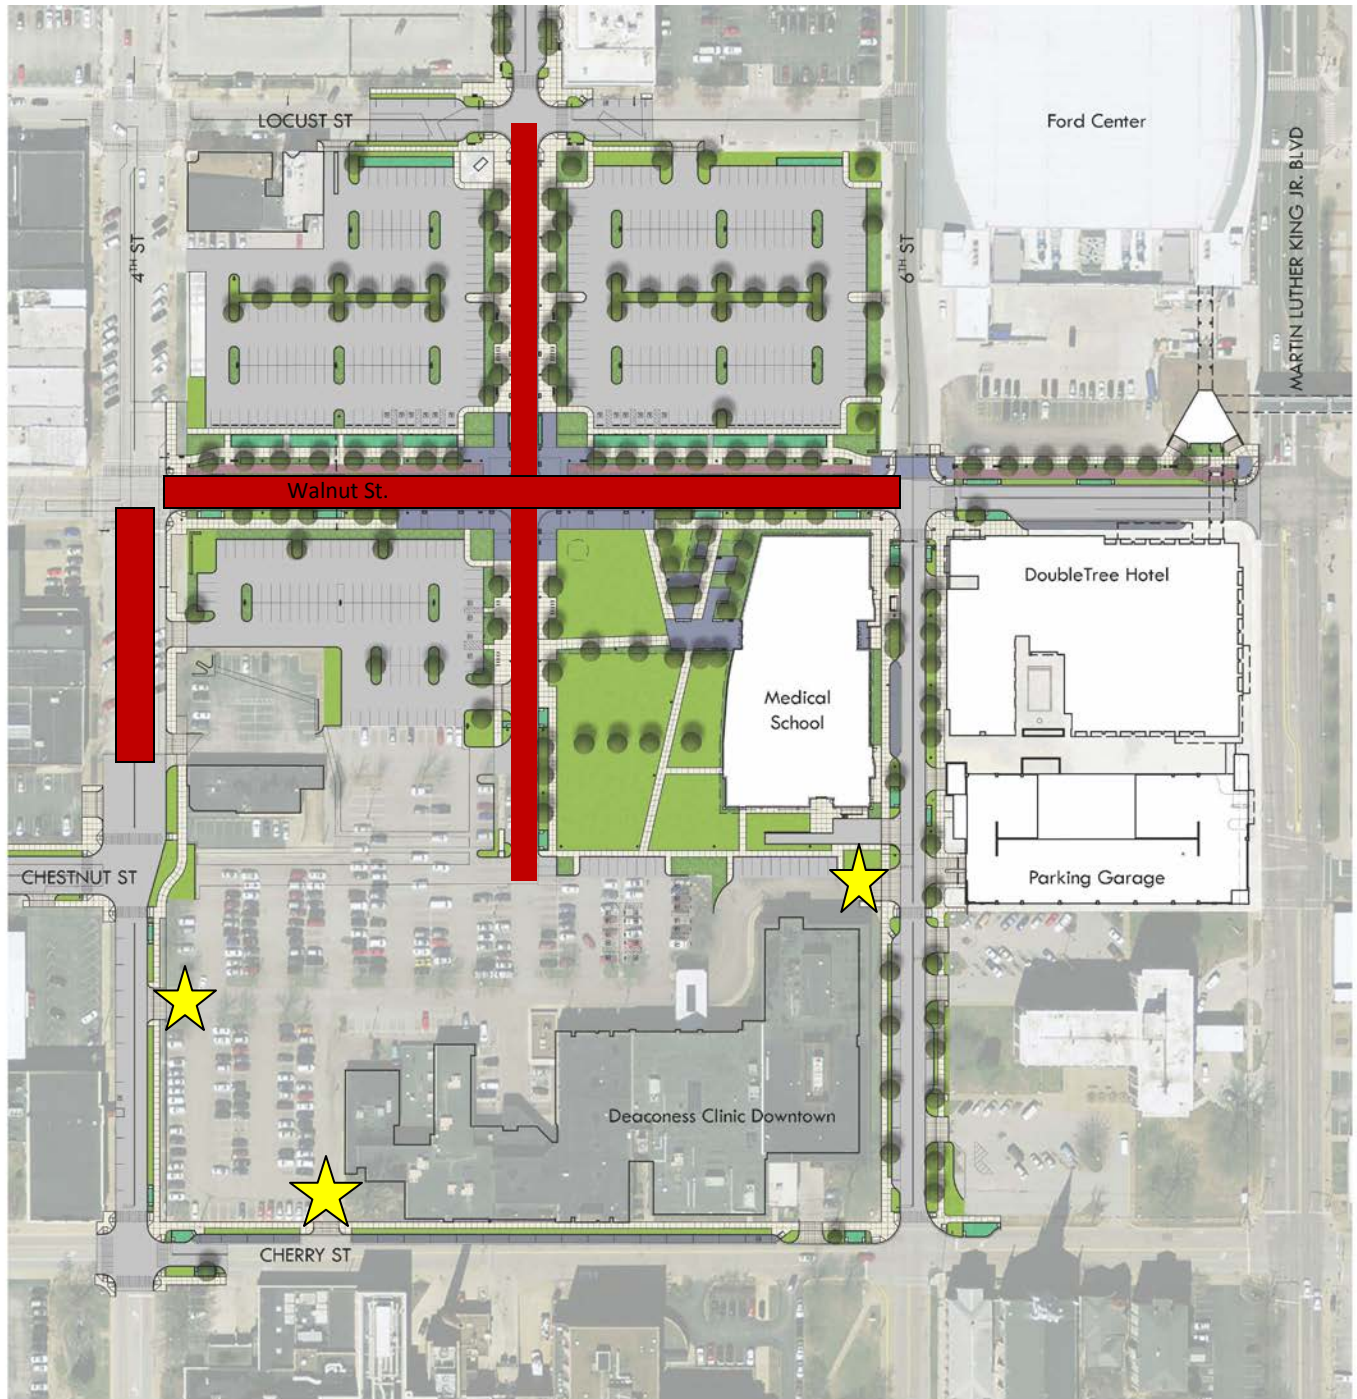 LOCUST ST
Ford Center
MARTIN LUTHER KING JR. BLVD
4TH ST
6TH ST
Walnut St.
DoubleTree Hotel
Medical
School
CHESTNUT ST
Parking Garage
Deaconess Clinic Downtown
CHERRY ST